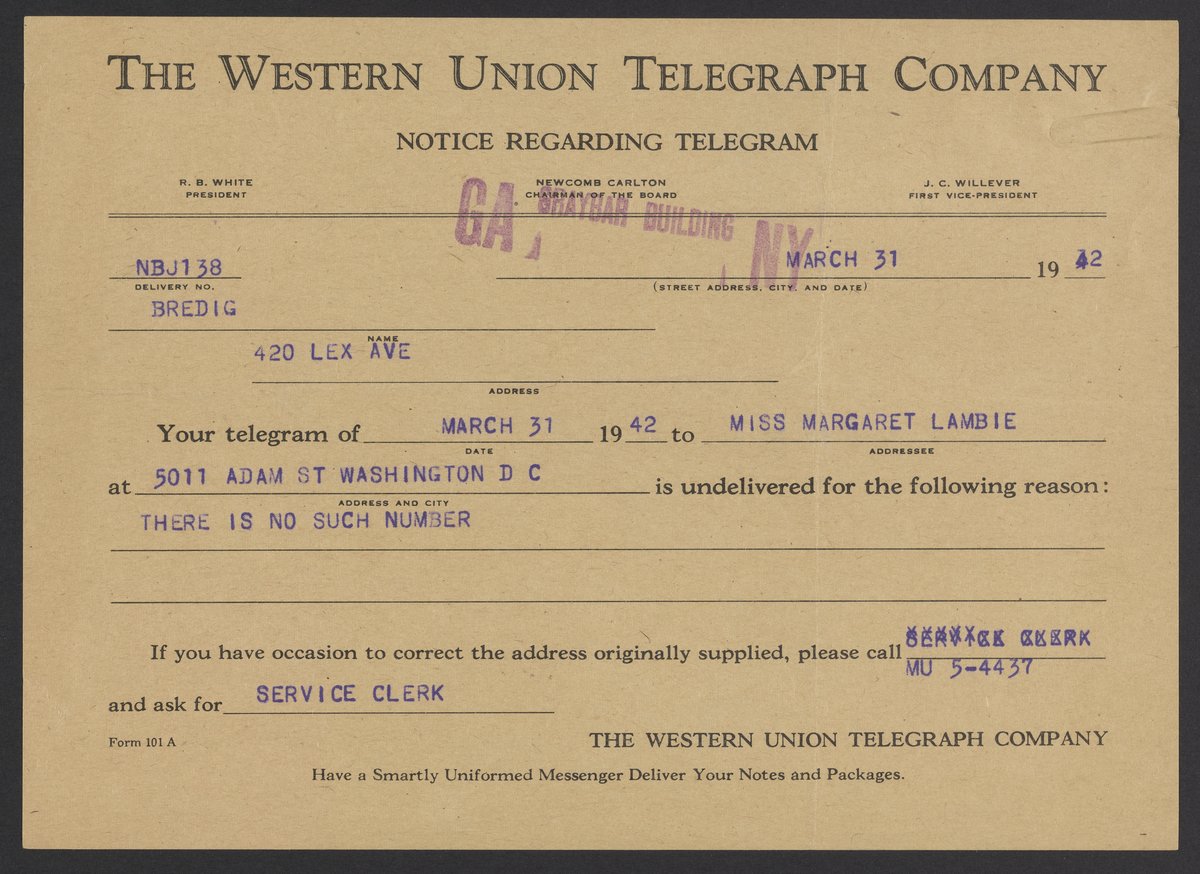 THE WESTERN UNION TELEGRAPH COMPANY
NOTICE REGARDING TELEGRAM
R. B. WHITE
PRESIDENT
NEWCOMB CARLTON
CHAIRMAN OF THE BOARD
J. C. WILLEVER
FIRST VICE-PRESIDENT
GA GRAYBAR BUILDING NY
NBJ138 MARCH 31 1942
DELIVERY NO. (STREET ADDRESS, CITY, AND DATE)
BREDIG
NAME
420 LEX AVE
ADDRESS
Your telegram of MARCH 31 1942 to MISS MARGARET LAMBIE
DATE ADDRESSEE
at 5011 ADAM ST WASHINGTON D C is undelivered for the following reason:
ADDRESS AND CITY
THERE IS NO SUCH NUMBER
If you have occasion to correct the address originally supplied, please call SERVICE CLERK
MU 5-4437
and ask for SERVICE CLERK
Form 101 A THE WESTERN UNION TELEGRAPH COMPANY
Have a Smartly Uniformed Messenger Deliver Your Notes and Packages.